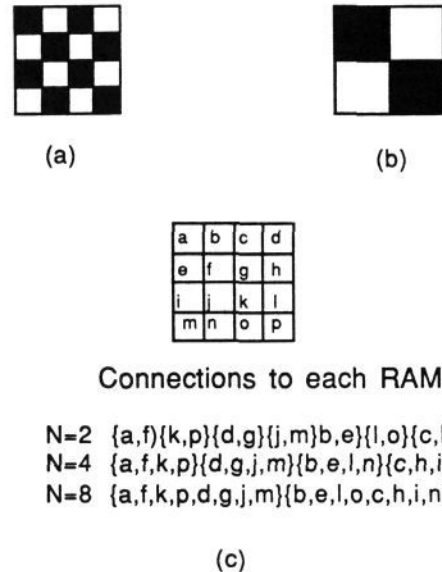 (a)
(b)
a b c d
e f g h
i j k l
m n o p
Connections to each RAM
N=2 {a,f){k,p}{d,g}{j,m}b,e}{l,o}{c,
N=4 {a,f,k,p}{d,g,j,m}{b,e,l,n}{c,h,i
N=8 {a,f,k,p,d,g,j,m}{b,e,l,o,c,h,i,n
(c)